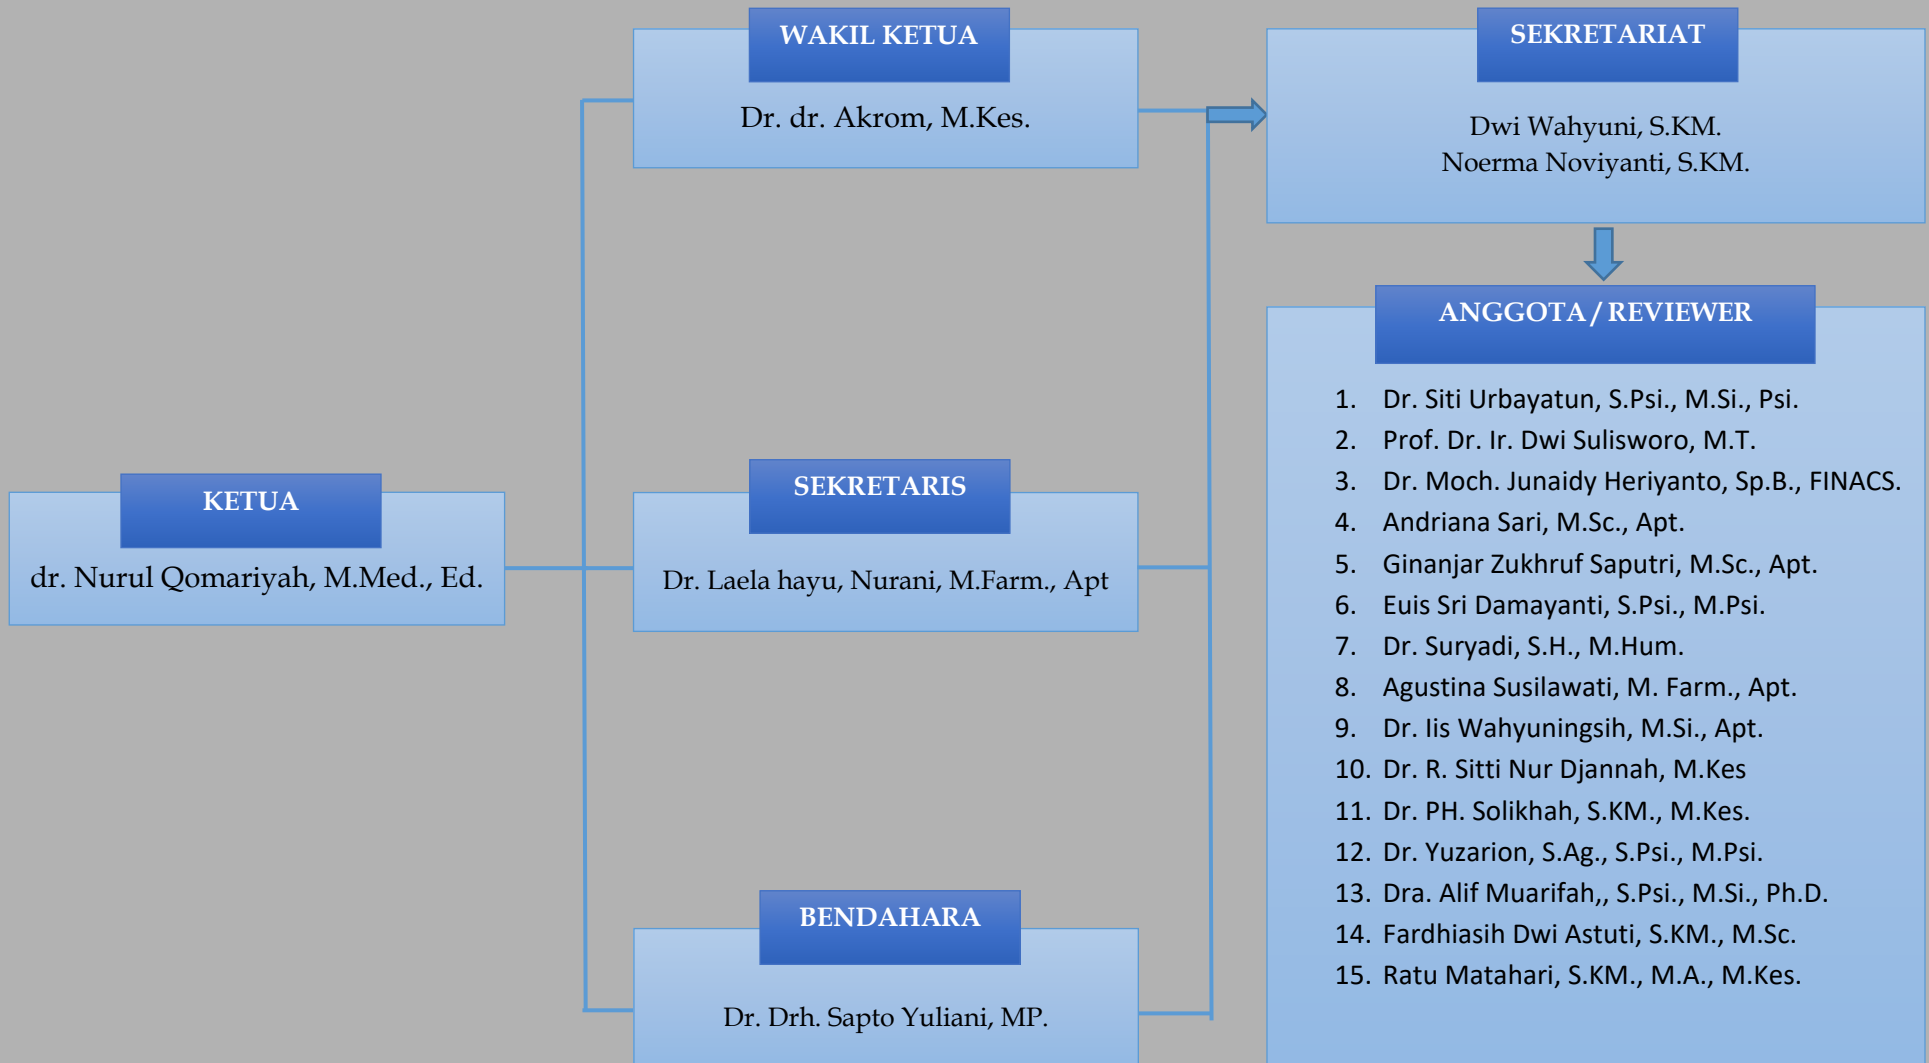 WAKIL KETUA
Dr. dr. Akrom, M.Kes.
SEKRETARIAT
Dwi Wahyuni, S.KM.
Noerma Noviyanti, S.KM.
KETUA
dr. Nurul Qomariyah, M.Med., Ed.
SEKRETARIS
Dr. Laela hayu, Nurani, M.Farm., Apt
BENDAHARA
Dr. Drh. Sapto Yuliani, MP.
ANGGOTA / REVIEWER
1. Dr. Siti Urbayatun, S.Psi., M.Si., Psi.
2. Prof. Dr. Ir. Dwi Sulisworo, M.T.
3. Dr. Moch. Junaidy Heriyanto, Sp.B., FINACS.
4. Andriana Sari, M.Sc., Apt.
5. Ginanjar Zukhruf Saputri, M.Sc., Apt.
6. Euis Sri Damayanti, S.Psi., M.Psi.
7. Dr. Suryadi, S.H., M.Hum.
8. Agustina Susilawati, M. Farm., Apt.
9. Dr. Iis Wahyuningsih, M.Si., Apt.
10. Dr. R. Sitti Nur Djannah, M.Kes
11. Dr. PH. Solikhah, S.KM., M.Kes.
12. Dr. Yuzarion, S.Ag., S.Psi., M.Psi.
13. Dra. Alif Muarifah,, S.Psi., M.Si., Ph.D.
14. Fardhiasih Dwi Astuti, S.KM., M.Sc.
15. Ratu Matahari, S.KM., M.A., M.Kes.